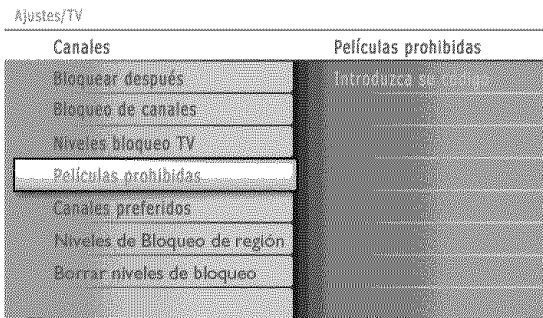 Ajustes/TV
Canales
Películas prohibidas
Bloquear después
Introduzca su código
Bloqueo de canales
Niveles bloqueo TV
Películas prohibidas
Canales preferidos
Niveles de Bloqueo de región
Borrar niveles de bloqueo